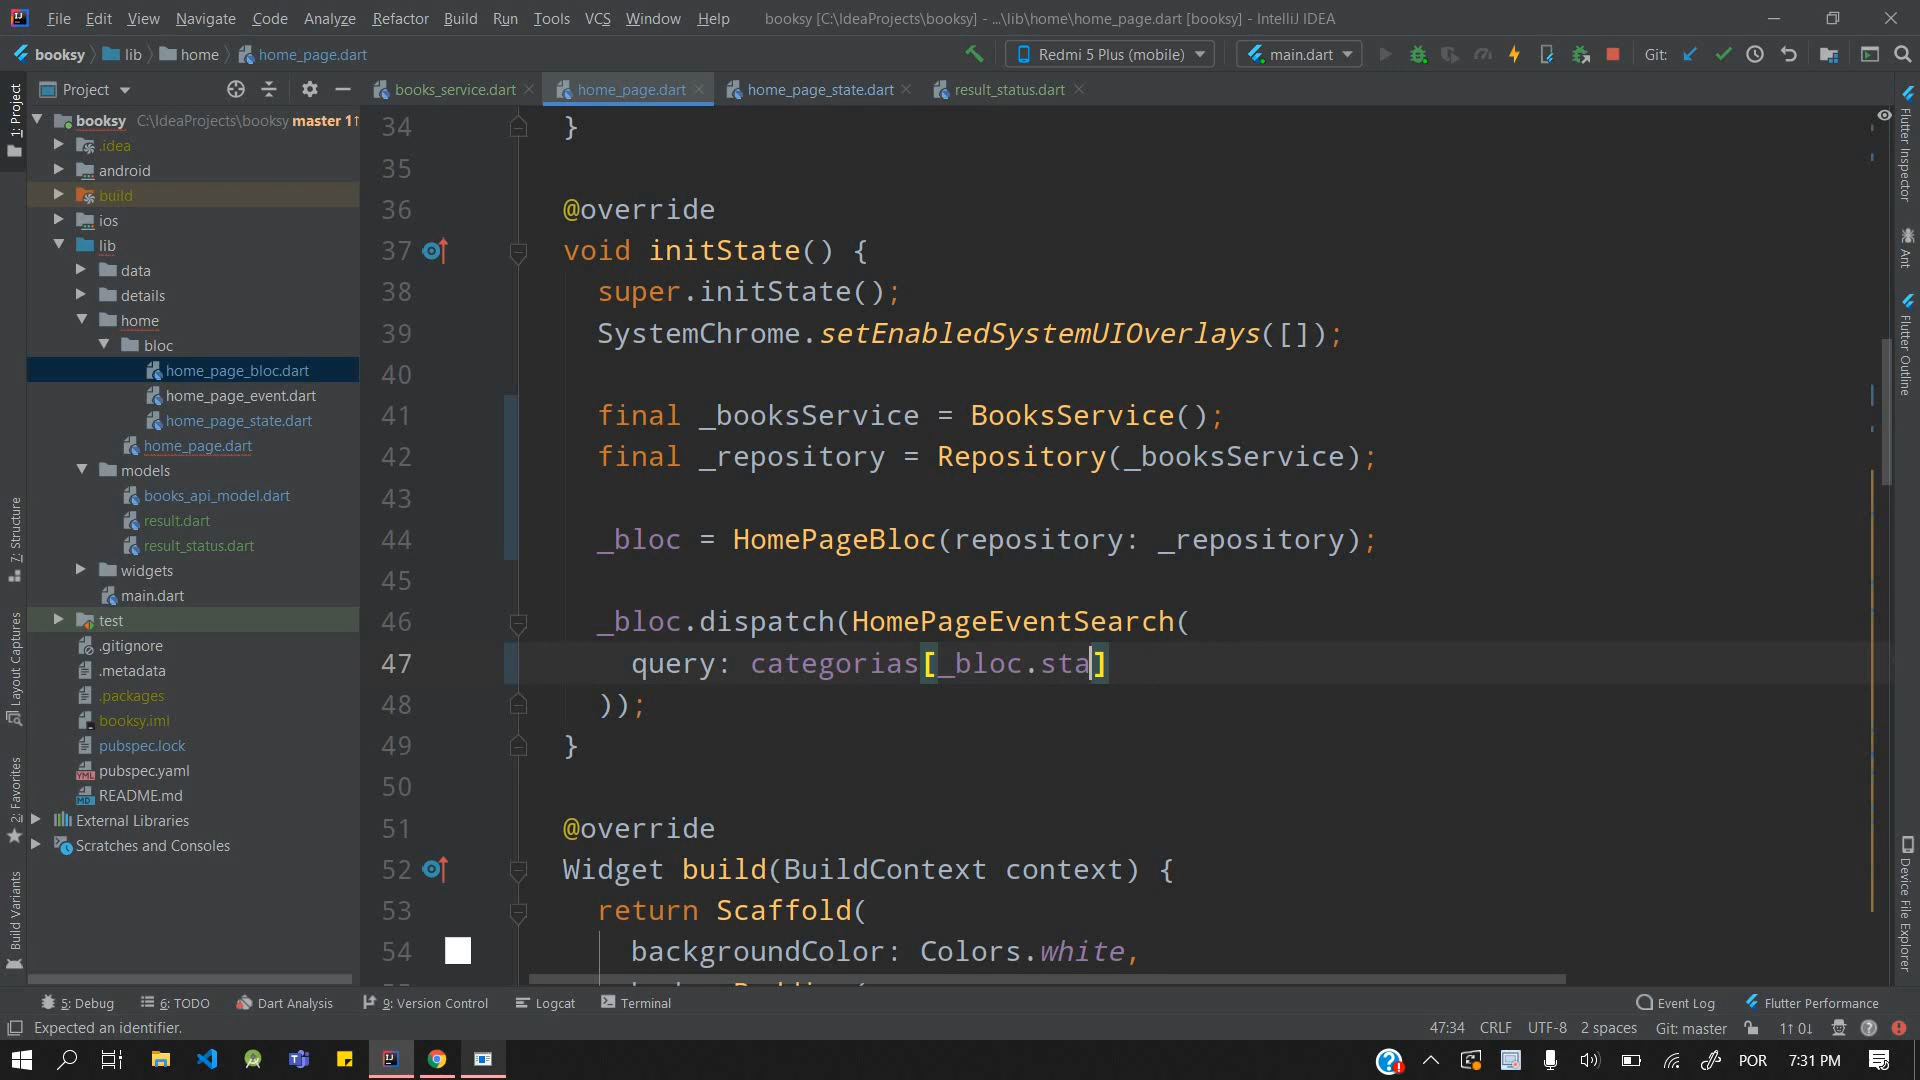 File Edit View Navigate Code Analyze Refactor Build Run Tools VCS Window Help booksy [C:\IdeaProjects\booksy] - ...\lib\home\home_page.dart [booksy] - IntelliJ IDEA
booksy lib home home_page.dart Redmi 5 Plus (mobile) main.dart Git:
Project books_service.dart home_page.dart home_page_state.dart result_status.dart
booksy C:\IdeaProjects\booksy master 1↑
.idea
android
build
ios
lib
data
details
home
bloc
home_page_bloc.dart
home_page_event.dart
home_page_state.dart
home_page.dart
models
books_api_model.dart
result.dart
result_status.dart
widgets
main.dart
test
.gitignore
.metadata
.packages
booksy.iml
pubspec.lock
pubspec.yaml
README.md
External Libraries
Scratches and Consoles
1: Project
7: Structure
Layout Captures
2: Favorites
Build Variants
34 }
35
36 @override
37 void initState() {
38 super.initState();
39 SystemChrome.setEnabledSystemUIOverlays([]);
40
41 final _booksService = BooksService();
42 final _repository = Repository(_booksService);
43
44 _bloc = HomePageBloc(repository: _repository);
45
46 _bloc.dispatch(HomePageEventSearch(
47 query: categorias[_bloc.sta]
48 ));
49 }
50
51 @override
52 Widget build(BuildContext context) {
53 return Scaffold(
54 backgroundColor: Colors.white,
Flutter Inspector
Ant
Flutter Outline
Device File Explorer
5: Debug 6: TODO Dart Analysis 9: Version Control Logcat Terminal Event Log Flutter Performance
Expected an identifier. 47:34 CRLF UTF-8 2 spaces Git: master 1↑ 0↓
POR 7:31 PM